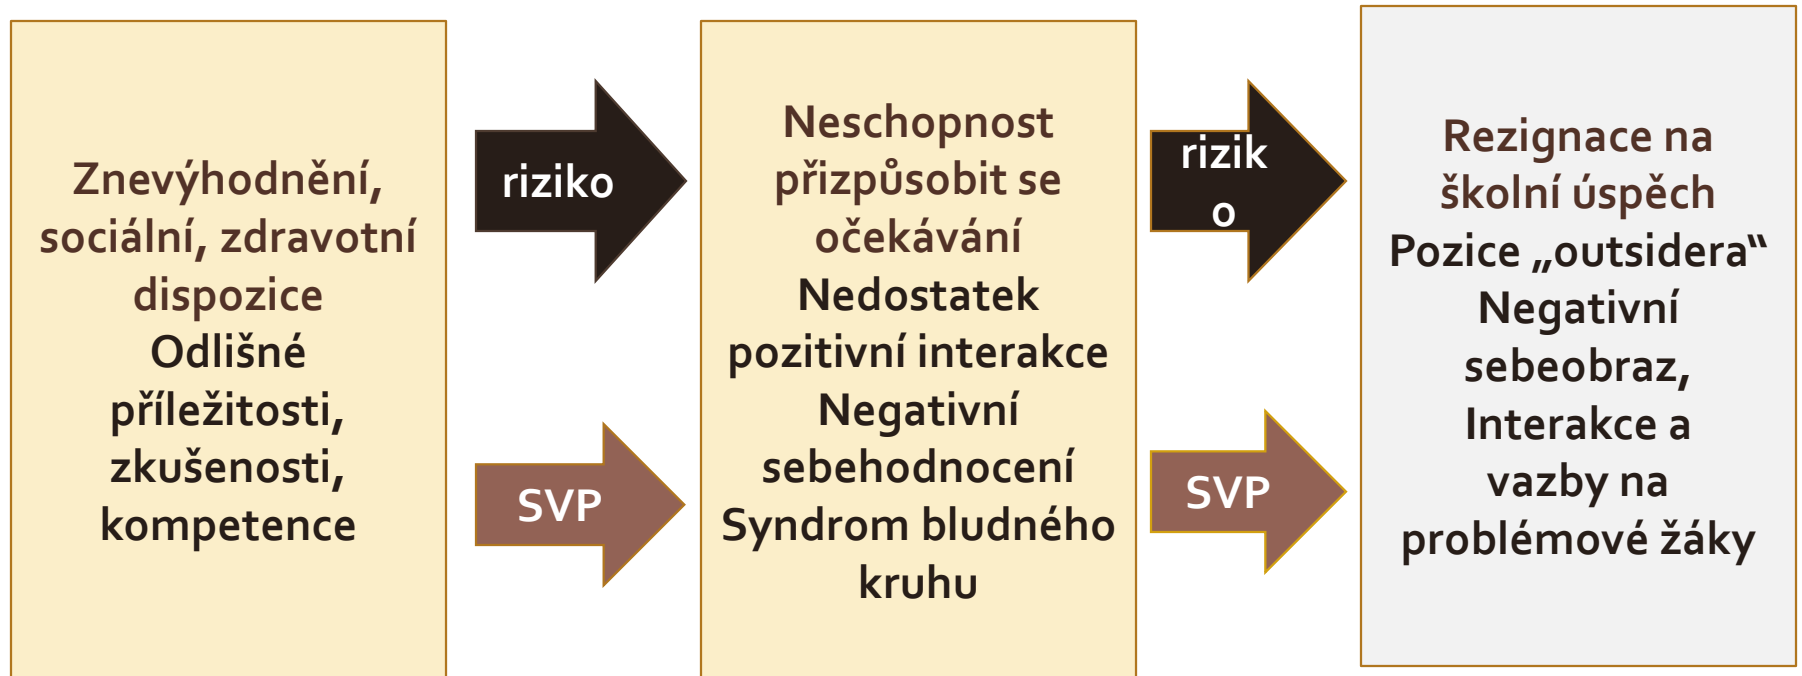 Znevýhodnění,
sociální, zdravotní
dispozice
Odlišné
příležitosti,
zkušenosti,
kompetence
riziko
SVP
Neschopnost
přizpůsobit se
očekávání
Nedostatek
pozitivní interakce
Negativní
sebehodnocení
Syndrom bludného
kruhu
rizik
o
SVP
Rezignace na
školní úspěch
Pozice „outsidera“
Negativní
sebeobraz,
Interakce a
vazby na
problémové žáky